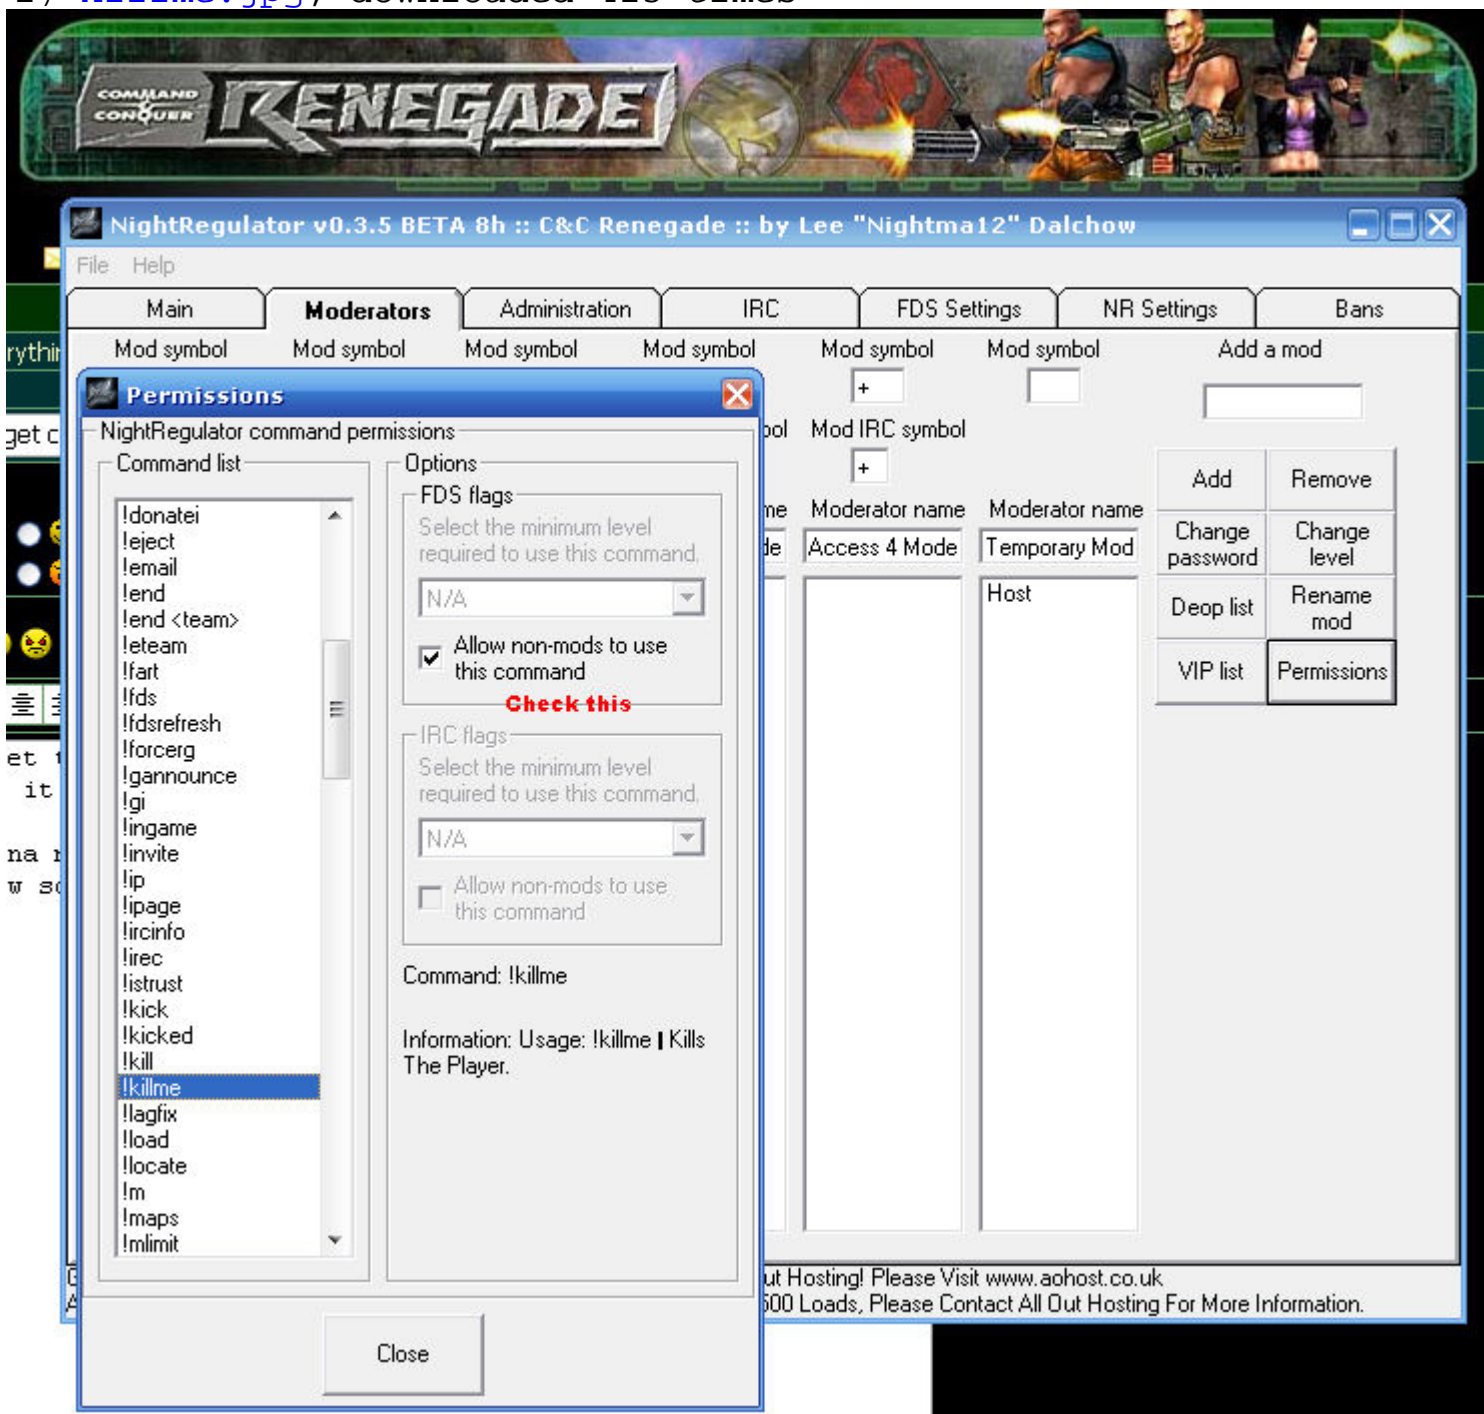 COMMAND & CONQUER RENEGADE
NightRegulator v0.3.5 BETA 8h :: C&C Renegade :: by Lee "Nightma12" Dalchow
File Help
Main Moderators Administration IRC FDS Settings NR Settings Bans
Mod symbol Mod symbol Mod symbol Mod symbol Mod symbol Mod symbol Add a mod
+
Mod IRC symbol
+
Moderator name Moderator name
Access 4 Mode Temporary Mod
Host
Add Remove
Change password Change level
Deop list Rename mod
VIP list Permissions
Permissions
NightRegulator command permissions
Command list
!donatei
!eject
!email
!end
!end <team>
!eteam
!fart
!fds
!fdsrefresh
!forcerg
!gannounce
!gi
!ingame
!invite
!ip
!ipage
!ircinfo
!irec
!istrust
!kick
!kicked
!kill
!killme
!lagfix
!load
!locate
!m
!maps
!mlimit
Options
FDS flags
Select the minimum level
required to use this command.
N/A
Allow non-mods to use
this command
Check this
IRC flags
Select the minimum level
required to use this command.
N/A
Allow non-mods to use
this command
Command: !killme
Information: Usage: !killme | Kills
The Player.
Close
ut Hosting! Please Visit www.aohost.co.uk
500 Loads, Please Contact All Out Hosting For More Information.